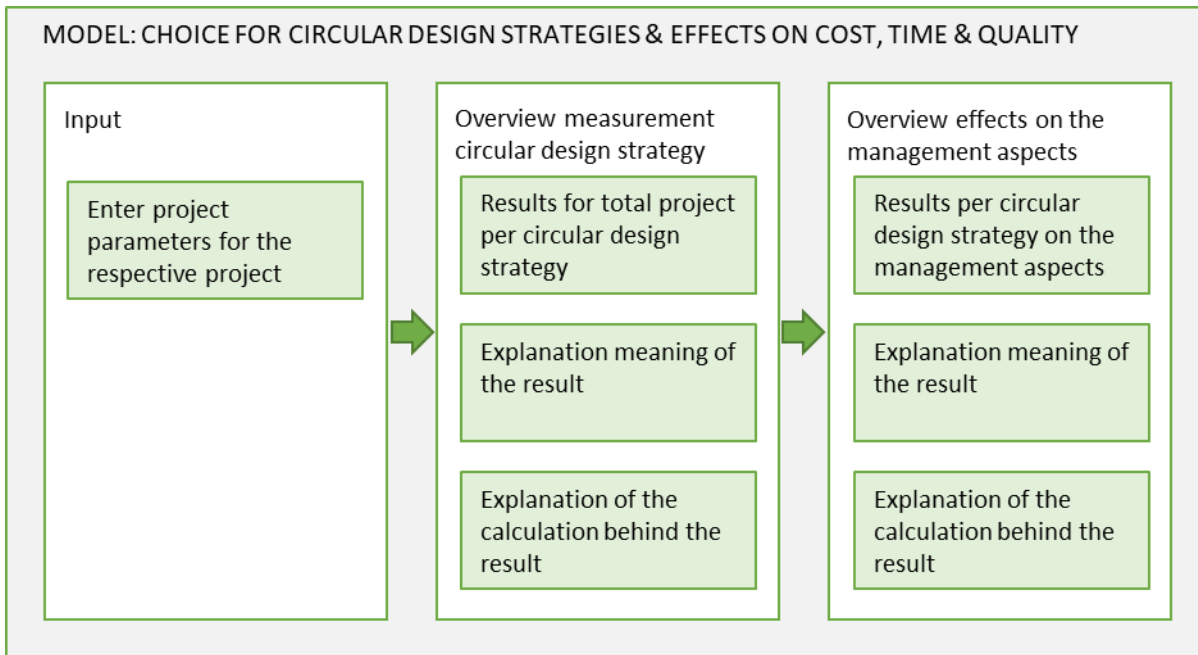 MODEL: CHOICE FOR CIRCULAR DESIGN STRATEGIES & EFFECTS ON COST, TIME & QUALITY
Input
Enter project
parameters for the
respective project
Overview measurement
circular design strategy
Results for total project
per circular design
strategy
Explanation meaning of
the result
Explanation of the
calculation behind the
result
Overview effects on the
management aspects
Results per circular
design strategy on the
management aspects
Explanation meaning of
the result
Explanation of the
calculation behind the
result